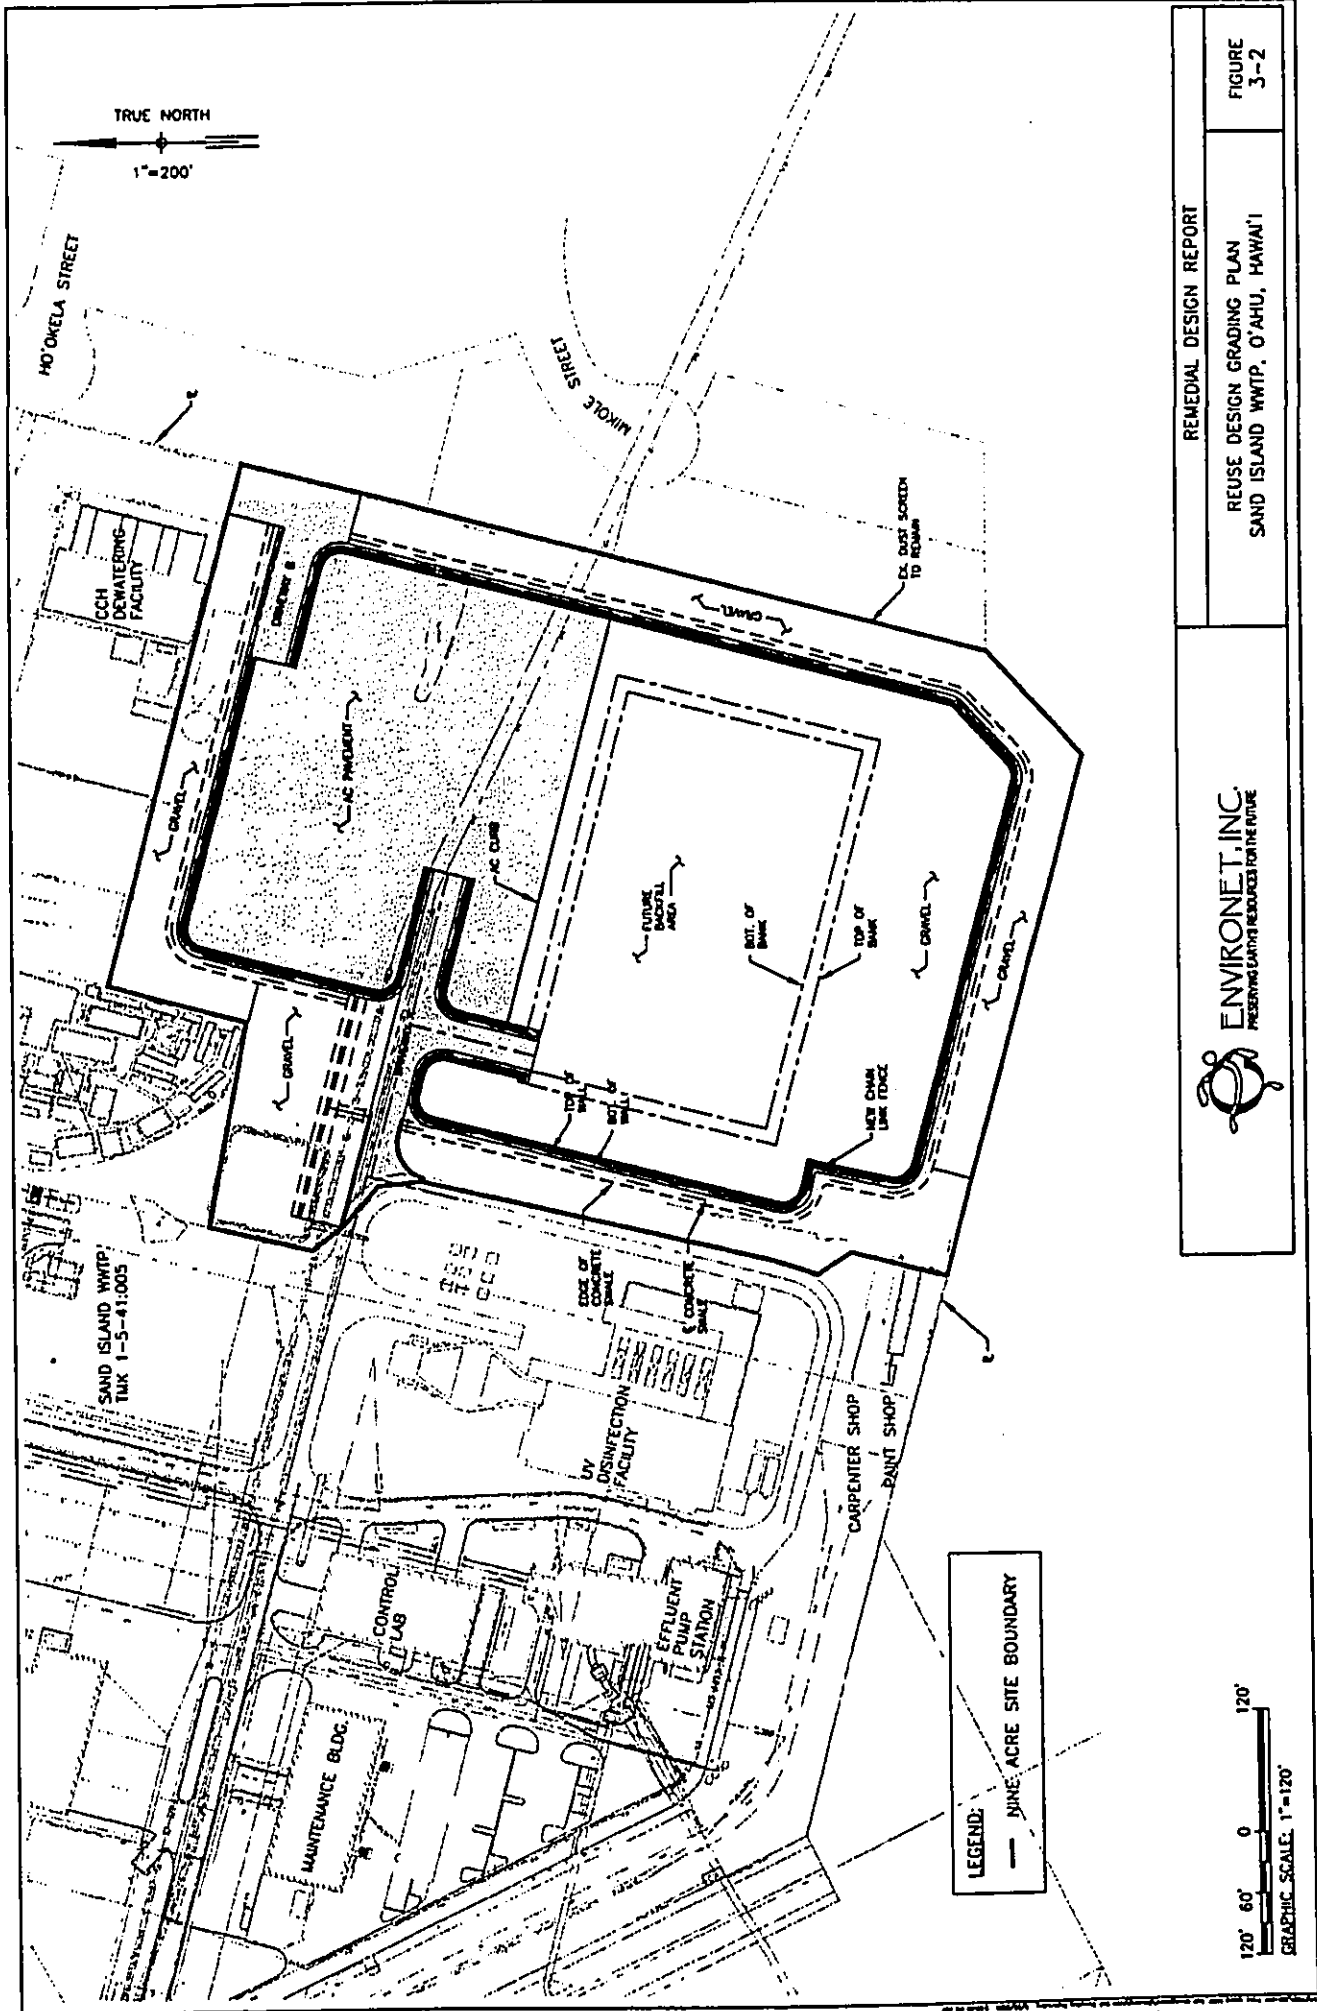 TRUE NORTH
1"=200'
HO'OKELA STREET
MIKOLE STREET
CCH
DEWATERING
FACILITY
DRIVEWAY B
GRAVEL
AC PAVEMENT
AC CURB
GRAVEL
EX. DUST SCREEN
TO REMAIN
GRAVEL
FUTURE
BACKFILL
AREA
BOT. OF
BANK
TOP OF
BANK
GRAVEL
GRAVEL
TOP OF
WALL
BOT. OF
WALL
NEW CHAIN
LINK FENCE
EDGE OF
CONCRETE
SWALE
CONCRETE
SWALE
SAND ISLAND WWTP
TMK 1-5-41:005
UV
DISINFECTION
FACILITY
CARPENTER SHOP
PAINT SHOP
CONTROL
LAB
EFFLUENT
PUMP
STATION
MAINTENANCE BLDG.
LEGEND:
NINE ACRE SITE BOUNDARY
120' 60' 0 120'
GRAPHIC SCALE: 1"=120'
ENVIRONET, INC.
PRESERVING EARTH'S RESOURCES FOR THE FUTURE
REMEDIAL DESIGN REPORT
REUSE DESIGN GRADING PLAN
SAND ISLAND WWTP, O'AHU, HAWAI'I
FIGURE
3-2